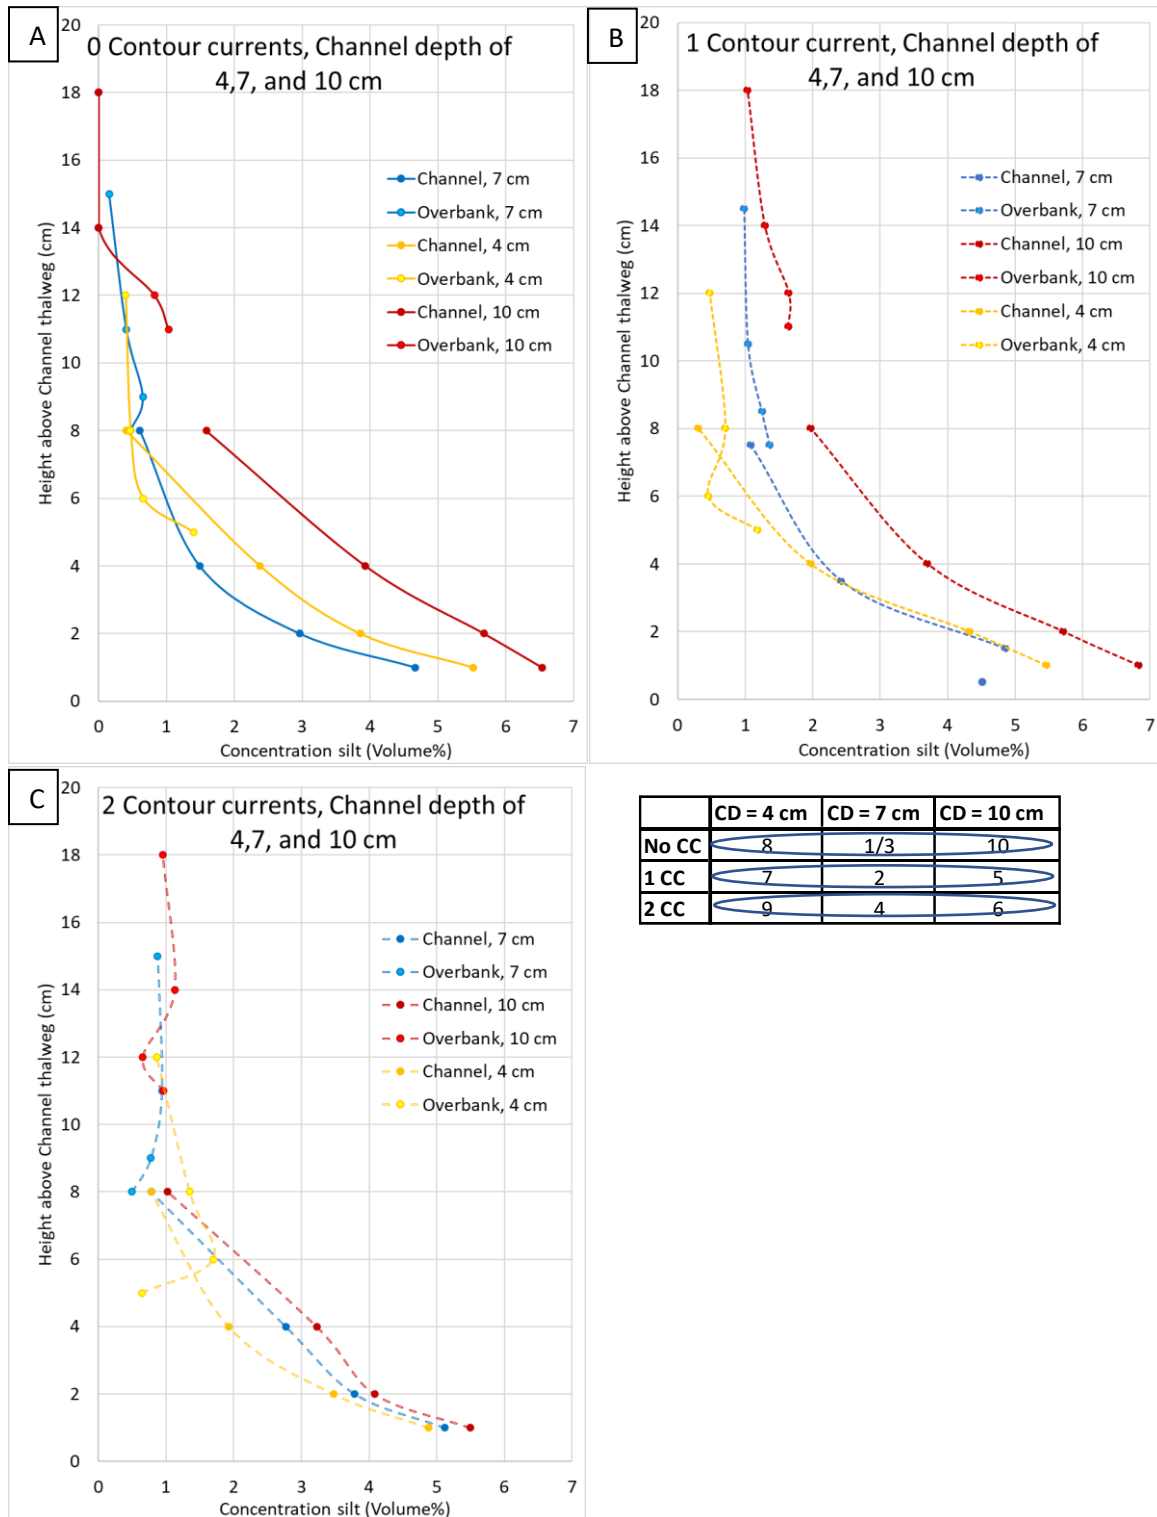 A
0 Contour currents, Channel depth of
4,7, and 10 cm
20
18
16
14
12
10
8
6
4
2
0
Height above Channel thalweg (cm)
Channel, 7 cm
Overbank, 7 cm
Channel, 4 cm
Overbank, 4 cm
Channel, 10 cm
Overbank, 10 cm
0 1 2 3 4 5 6 7
Concentration silt (Volume%)
B
1 Contour current, Channel depth of
4,7, and 10 cm
20
18
16
14
12
10
8
6
4
2
0
Height above Channel thalweg (cm)
Channel, 7 cm
Overbank, 7 cm
Channel, 10 cm
Overbank, 10 cm
Channel, 4 cm
Overbank, 4 cm
0 1 2 3 4 5 6 7
Concentration silt (Volume%)
C
2 Contour currents, Channel depth of
4,7, and 10 cm
20
18
16
14
12
10
8
6
4
2
0
Height above Channel thalweg (cm)
Channel, 7 cm
Overbank, 7 cm
Channel, 10 cm
Overbank, 10 cm
Channel, 4 cm
Overbank, 4 cm
0 1 2 3 4 5 6 7
Concentration silt (Volume%)
CD = 4 cm CD = 7 cm CD = 10 cm
No CC 8 1/3 10
1 CC 7 2 5
2 CC 9 4 6